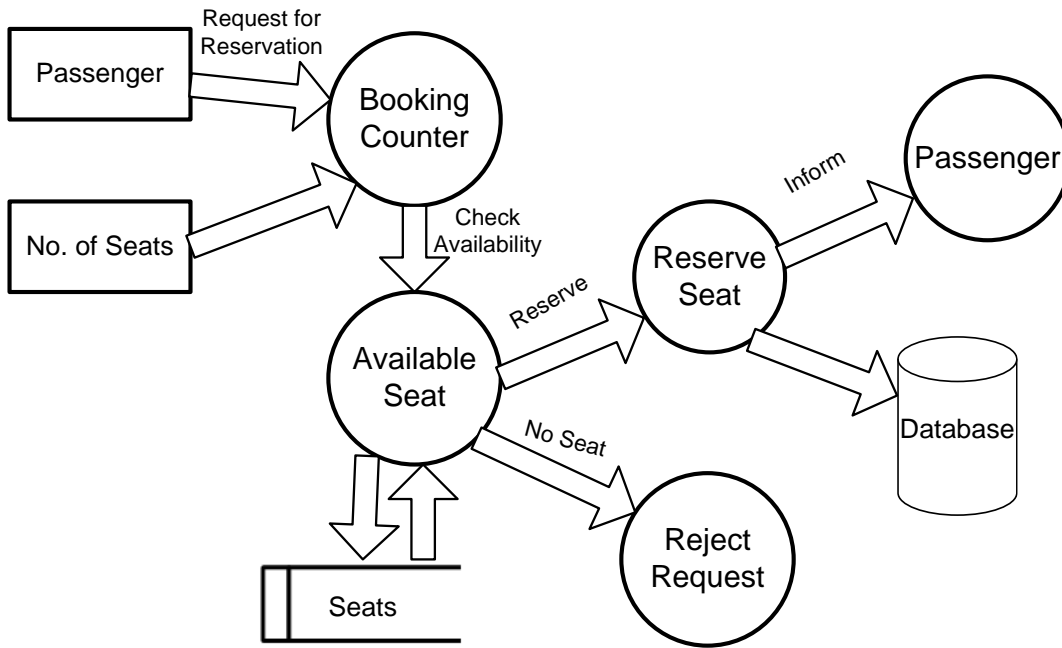 Request for
Reservation
Passenger
Booking
Counter
No. of Seats
Check
Availability
Inform
Passenger
Reserve
Seat
Reserve
Available
Seat
No Seat
Database
Reject
Request
Seats